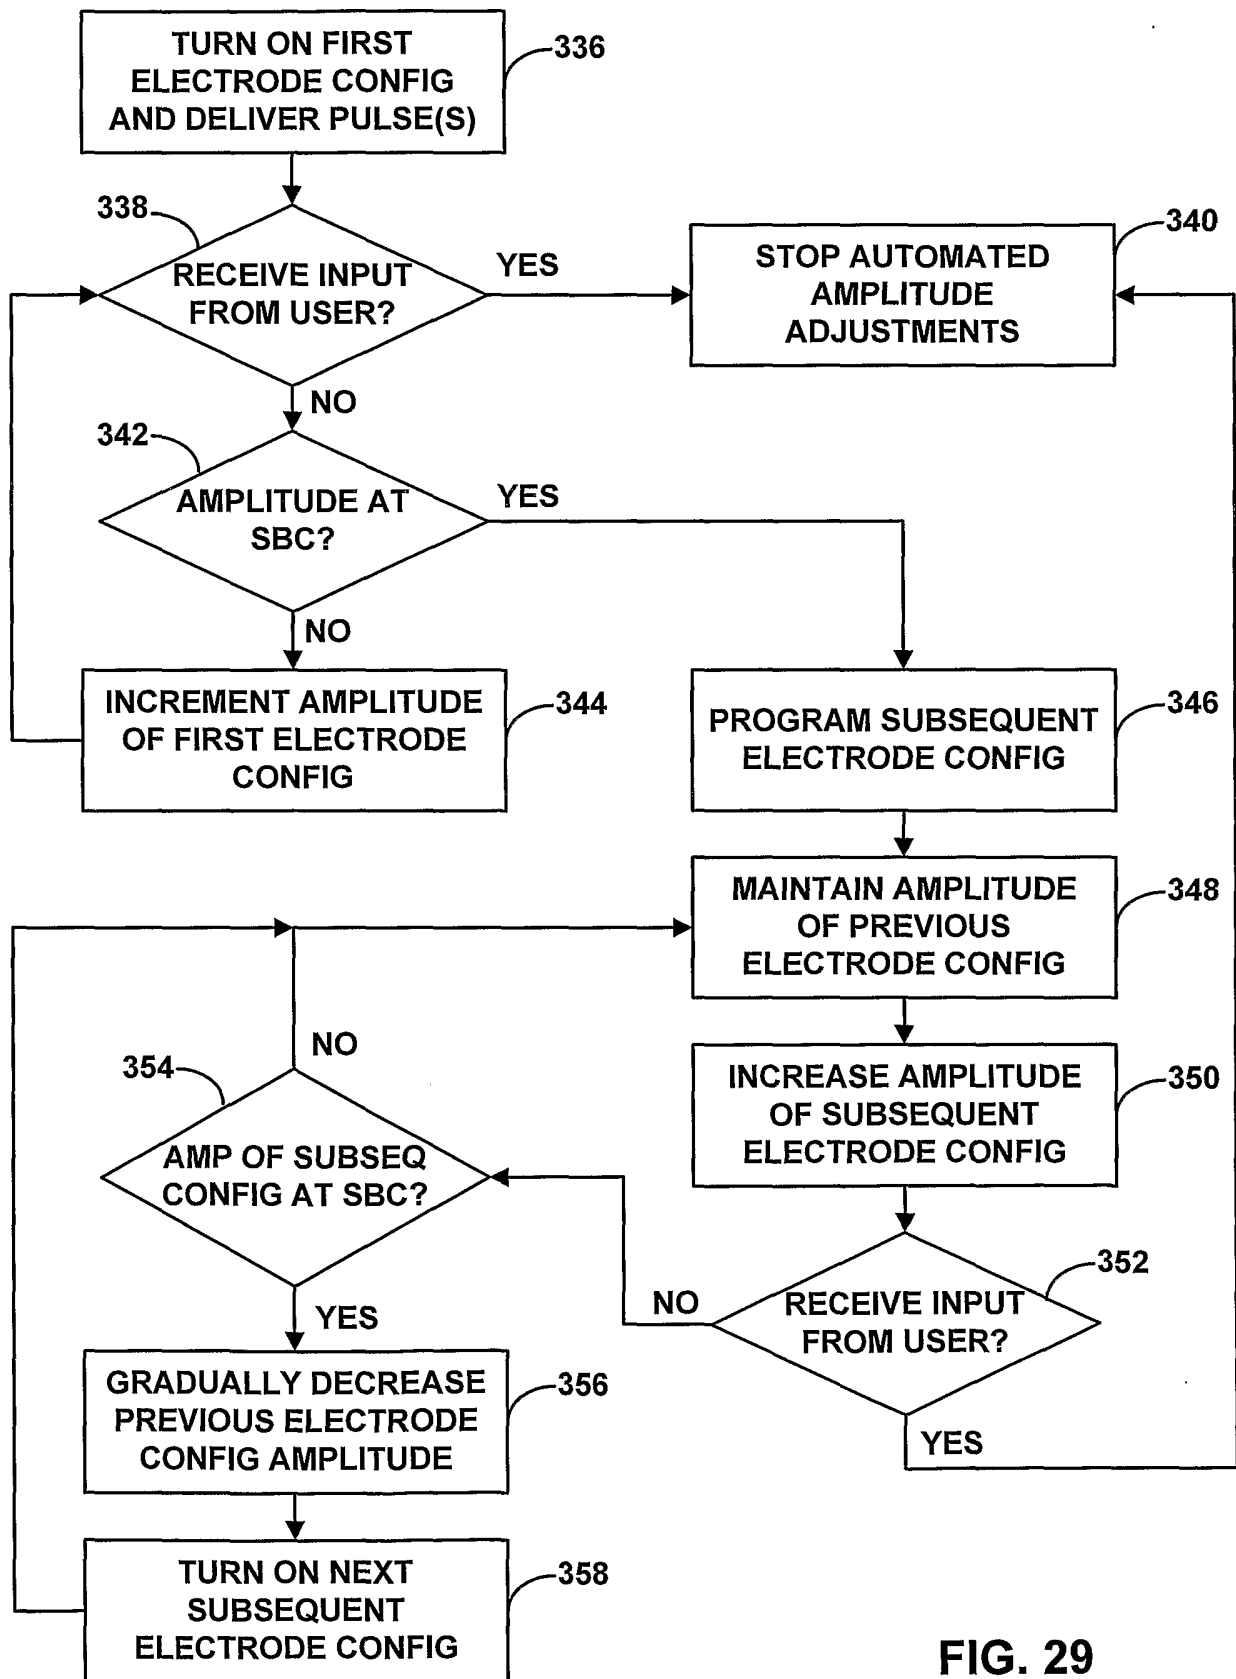 TURN ON FIRST
ELECTRODE CONFIG
AND DELIVER PULSE(S)
336
338
RECEIVE INPUT
FROM USER?
YES
340
STOP AUTOMATED
AMPLITUDE
ADJUSTMENTS
NO
342
AMPLITUDE AT
SBC?
YES
NO
INCREMENT AMPLITUDE
OF FIRST ELECTRODE
CONFIG
344
PROGRAM SUBSEQUENT
ELECTRODE CONFIG
346
MAINTAIN AMPLITUDE
OF PREVIOUS
ELECTRODE CONFIG
348
INCREASE AMPLITUDE
OF SUBSEQUENT
ELECTRODE CONFIG
350
RECEIVE INPUT
FROM USER?
352
NO
YES
354
NO
AMP OF SUBSEQ
CONFIG AT SBC?
YES
GRADUALLY DECREASE
PREVIOUS ELECTRODE
CONFIG AMPLITUDE
356
TURN ON NEXT
SUBSEQUENT
ELECTRODE CONFIG
358
FIG. 29